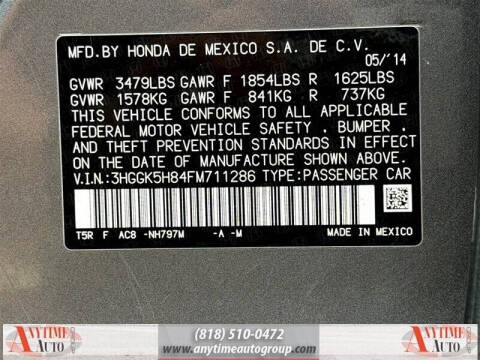 MFD.BY HONDA DE MEXICO S.A. DE C.V.
05/'14
GVWR 3479LBS GAWR F 1854LBS R 1625LBS
GVWR 1578KG GAWR F 841KG R 737KG
THIS VEHICLE CONFORMS TO ALL APPLICABLE
FEDERAL MOTOR VEHICLE SAFETY , BUMPER ,
AND THEFT PREVENTION STANDARDS IN EFFECT
ON THE DATE OF MANUFACTURE SHOWN ABOVE.
V.I.N:3HGGK5H84FM711286 TYPE:PASSENGER CAR
T5R F AC8 -NH797M -A -M
MADE IN MEXICO
ANYTIME AUTO
(818) 510-0472
www.anytimeautogroup.com
ANYTIME AUTO